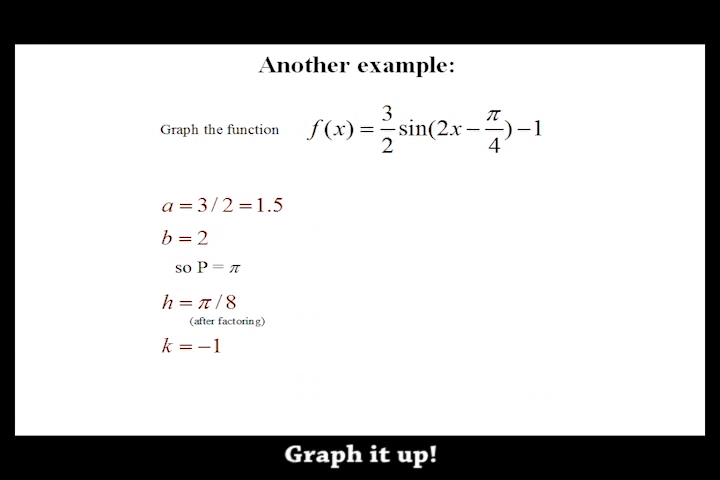 Another example:
Graph the function f(x) = 3/2 sin(2x − π/4) − 1
a = 3/2 = 1.5
b = 2
so P = π
h = π/8
(after factoring)
k = −1
Graph it up!